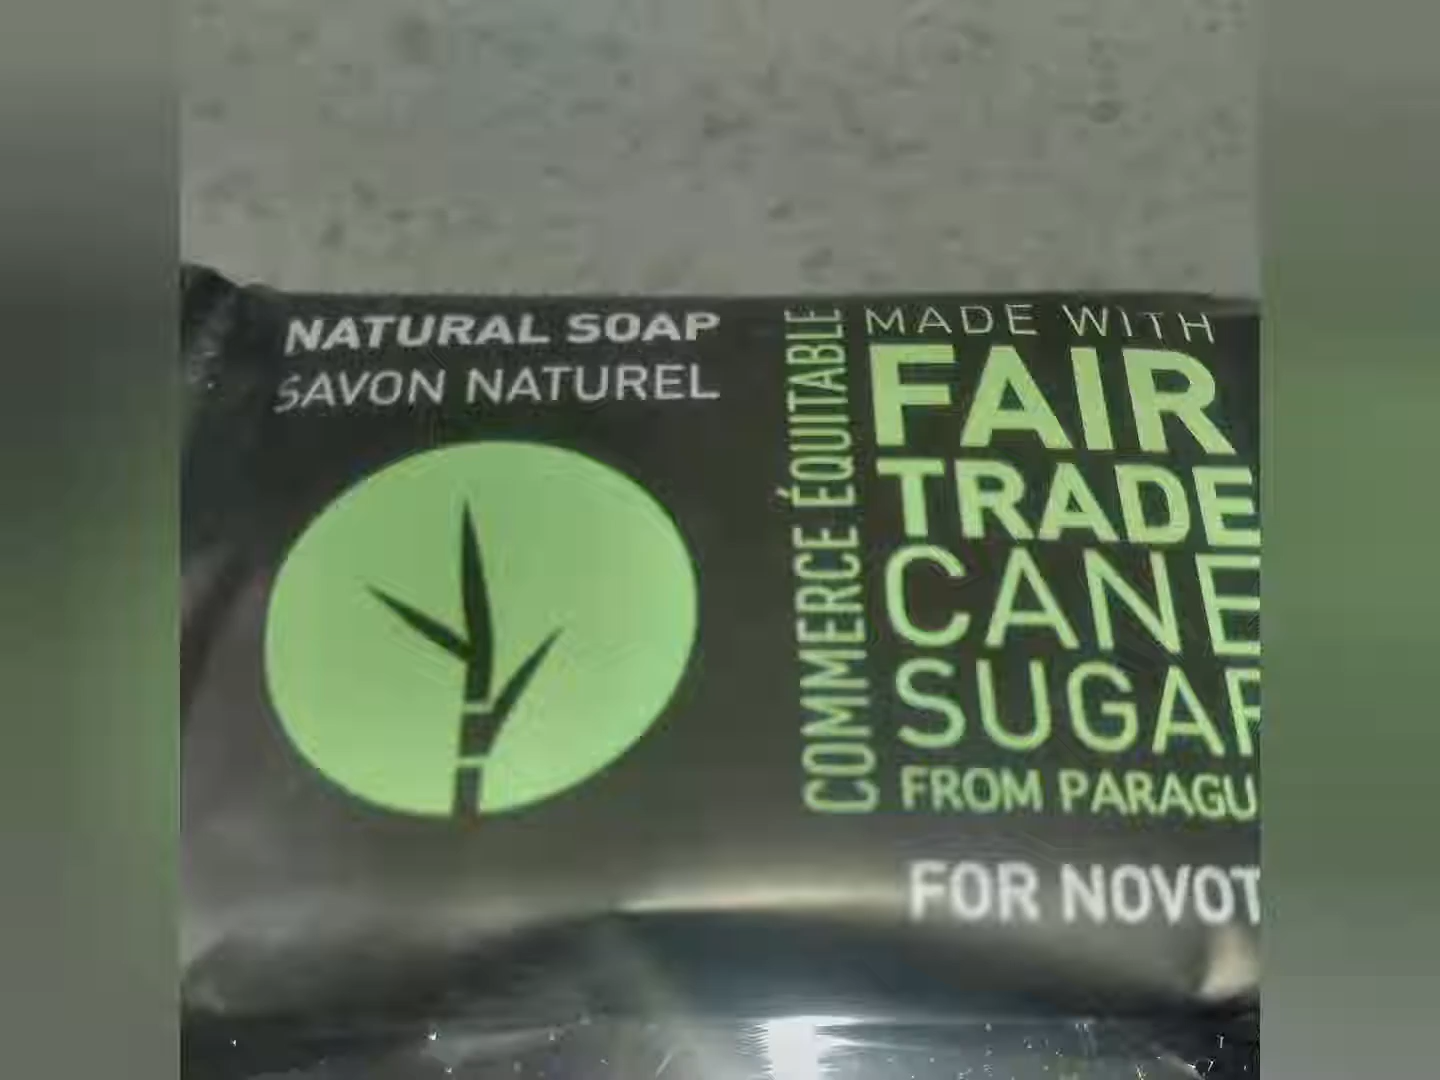 NATURAL SOAP
SAVON NATUREL
COMMERCE ÉQUITABLE
MADE WITH
FAIR
TRADE
CANE
SUGAR
FROM PARAGU
FOR NOVOT